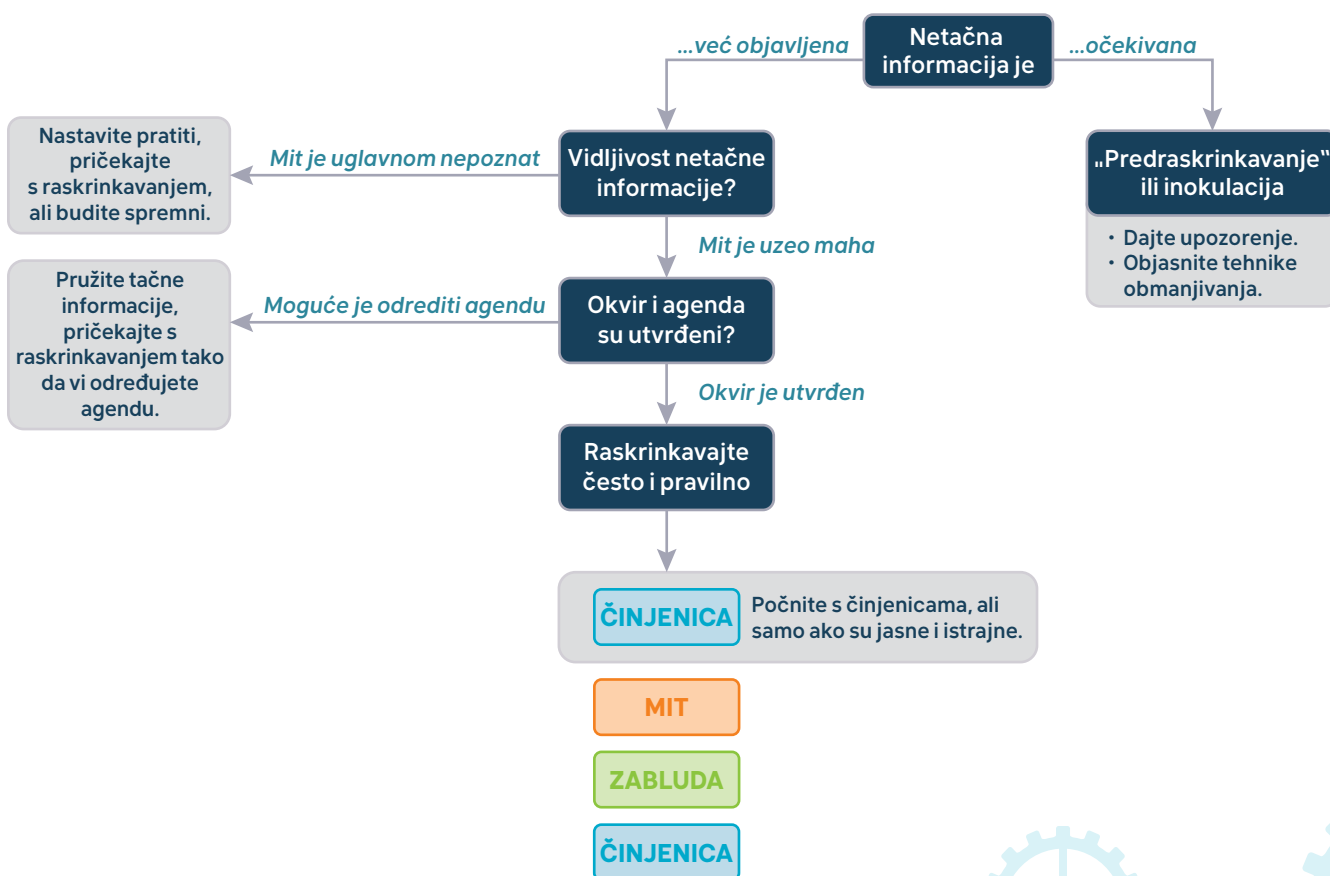 Netačna
informacija je
...već objavljena
...očekivana
Nastavite pratiti,
pričekajte
s raskrinkavanjem,
ali budite spremni.
Mit je uglavnom nepoznat
Vidljivost netačne
informacije?
„Predraskrinkavanje“
ili inokulacija
• Dajte upozorenje.
• Objasnite tehnike
obmanjivanja.
Mit je uzeo maha
Pružite tačne
informacije,
pričekajte s
raskrinkavanjem tako
da vi određujete
agendu.
Moguće je odrediti agendu
Okvir i agenda
su utvrđeni?
Okvir je utvrđen
Raskrinkavajte
često i pravilno
ČINJENICA
Počnite s činjenicama, ali
samo ako su jasne i istrajne.
MIT
ZABLUDA
ČINJENICA